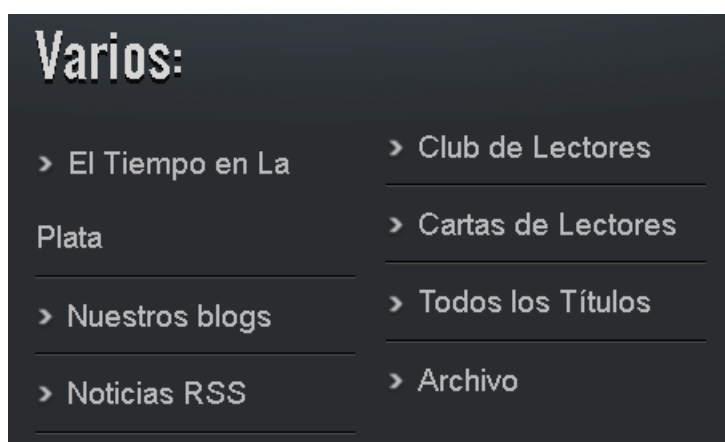 Varios:
El Tiempo en La
Plata
Nuestros blogs
Noticias RSS
Club de Lectores
Cartas de Lectores
Todos los Títulos
Archivo